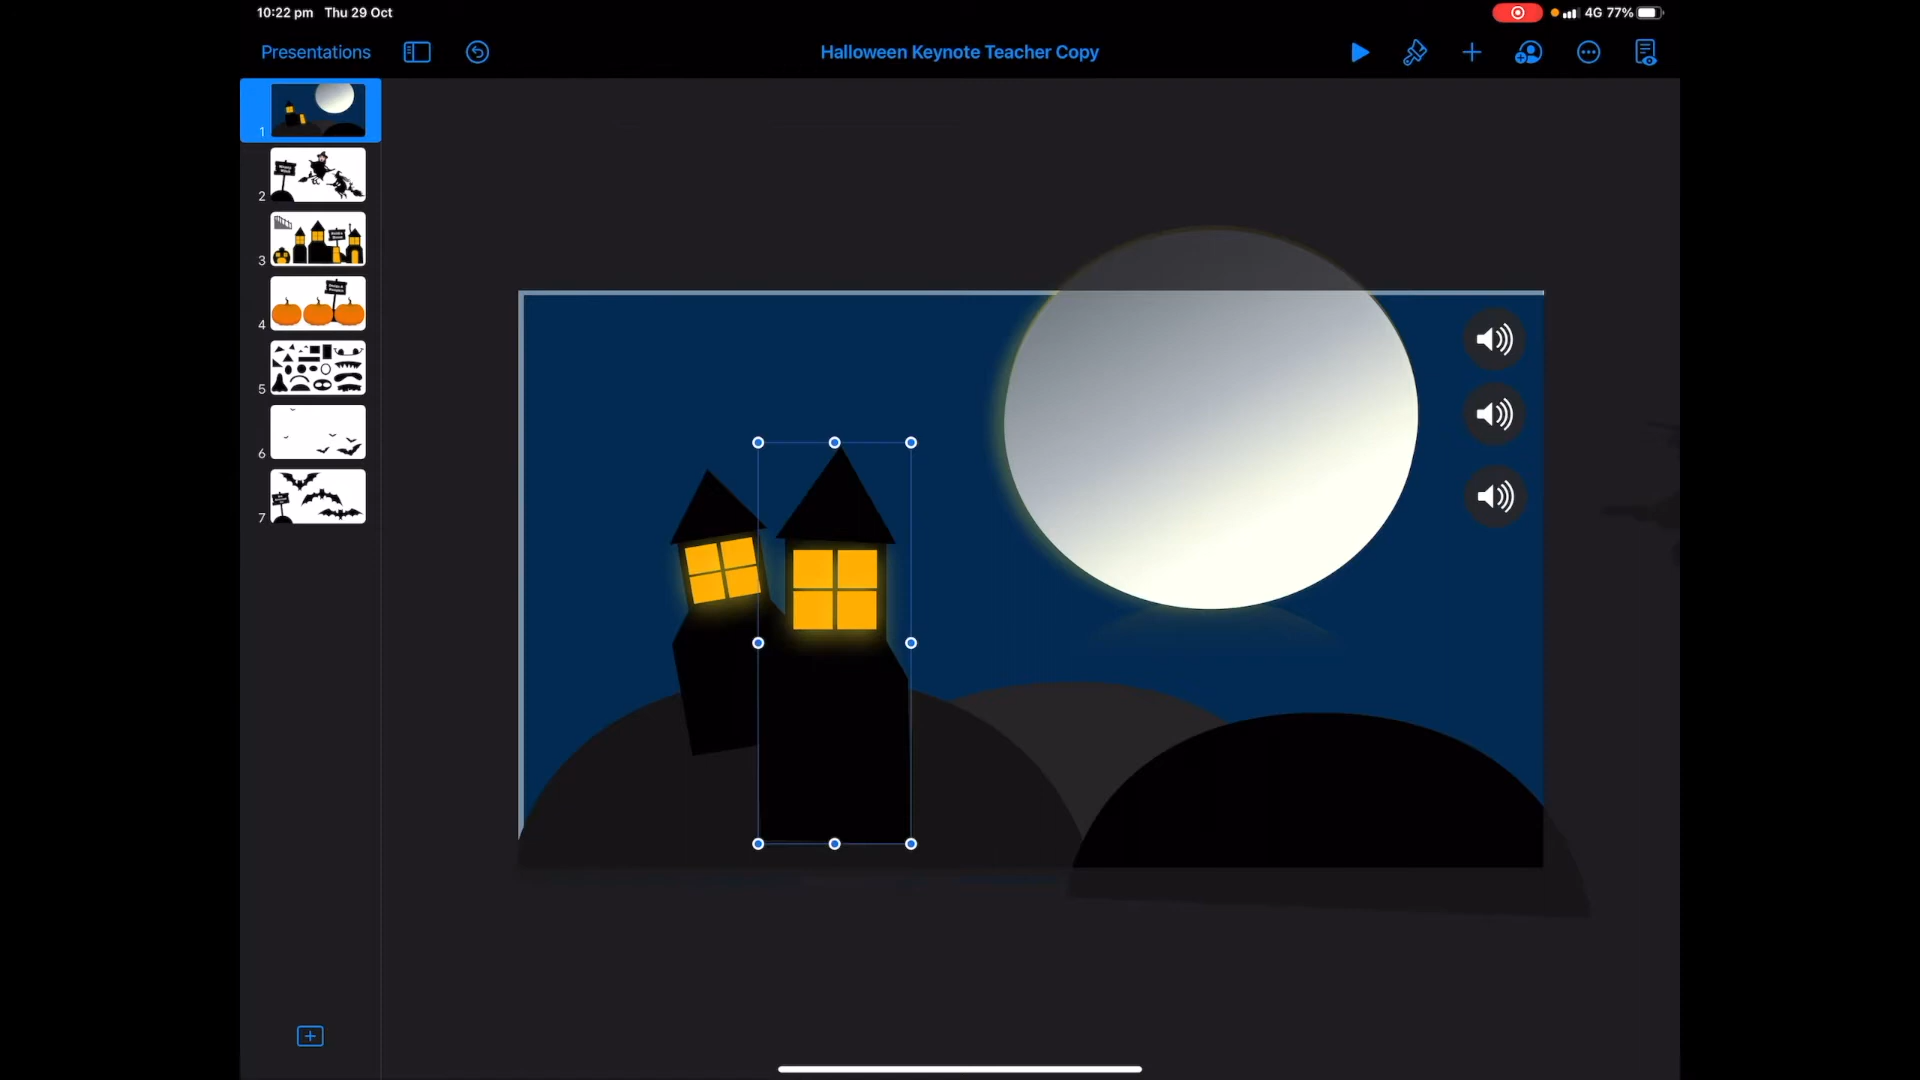 10:22 pm Thu 29 Oct
4G 77%
Presentations
Halloween Keynote Teacher Copy
1
2
3
4
5
6
7